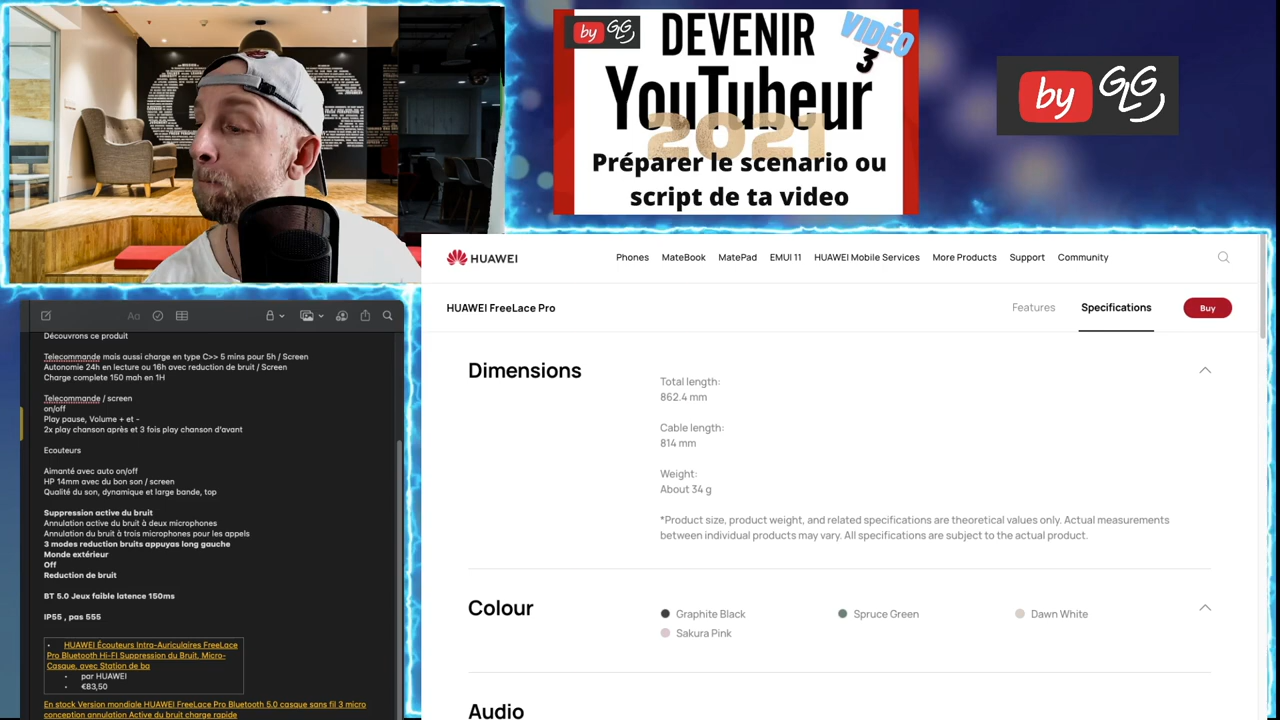 by GLG
DEVENIR
VIDÉO
3
YouTubeur
2021
Préparer le scenario ou
script de ta video
by GLG
HUAWEI
Phones MateBook MatePad EMUI 11 HUAWEI Mobile Services More Products Support Community
HUAWEI FreeLace Pro
Features Specifications Buy
Dimensions
Total length:
862.4 mm
Cable length:
814 mm
Weight:
About 34 g
*Product size, product weight, and related specifications are theoretical values only. Actual measurements
between individual products may vary. All specifications are subject to the actual product.
Colour
Graphite Black Spruce Green Dawn White
Sakura Pink
Audio
Aa
Découvrons ce produit
Telecommande mais aussi charge en type C>> 5 mins pour 5h / Screen
Autonomie 24h en lecture ou 16h avec reduction de bruit / Screen
Charge complete 150 mah en 1H
Telecommande / screen
on/off
Play pause, Volume + et -
2x play chanson après et 3 fois play chanson d'avant
Ecouteurs
Aimanté avec auto on/off
HP 14mm avec du bon son / screen
Qualité du son, dynamique et large bande, top
Suppression active du bruit
Annulation active du bruit à deux microphones
Annulation du bruit à trois microphones pour les appels
3 modes reduction bruits appuyas long gauche
Monde extérieur
Off
Reduction de bruit
BT 5.0 Jeux faible latence 150ms
IP55 , pas 555
• HUAWEI Écouteurs Intra-Auriculaires FreeLace
Pro Bluetooth Hi-FI Suppression du Bruit, Micro-
Casque, avec Station de ba
• par HUAWEI
• €83,50
En stock Version mondiale HUAWEI FreeLace Pro Bluetooth 5.0 casque sans fil 3 micro
conception annulation Active du bruit charge rapide